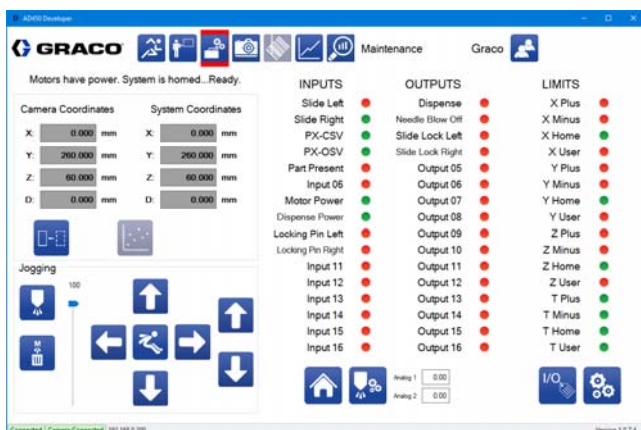 AD450 Developer
GRACO
Maintenance
Graco
Motors have power. System is homed...Ready.
Camera Coordinates
System Coordinates
X: 0.000 mm
X: 0.000 mm
Y: 260.000 mm
Y: 260.000 mm
Z: 60.000 mm
Z: 60.000 mm
D: 0.000 mm
D: 0.000 mm
Jogging
100
M
INPUTS
Slide Left
Slide Right
PX-CSV
PX-OSV
Part Present
Input 06
Motor Power
Dispense Power
Locking Pin Left
Locking Pin Right
Input 11
Input 12
Input 13
Input 14
Input 15
Input 16
OUTPUTS
Dispense
Needle Blow Off
Slide Lock Left
Slide Lock Right
Output 05
Output 06
Output 07
Output 08
Output 09
Output 10
Output 11
Output 12
Output 13
Output 14
Output 15
Output 16
LIMITS
X Plus
X Minus
X Home
X User
Y Plus
Y Minus
Y Home
Y User
Z Plus
Z Minus
Z Home
Z User
T Plus
T Minus
T Home
T User
Analog 1 0.00
Analog 2 0.00
I/O